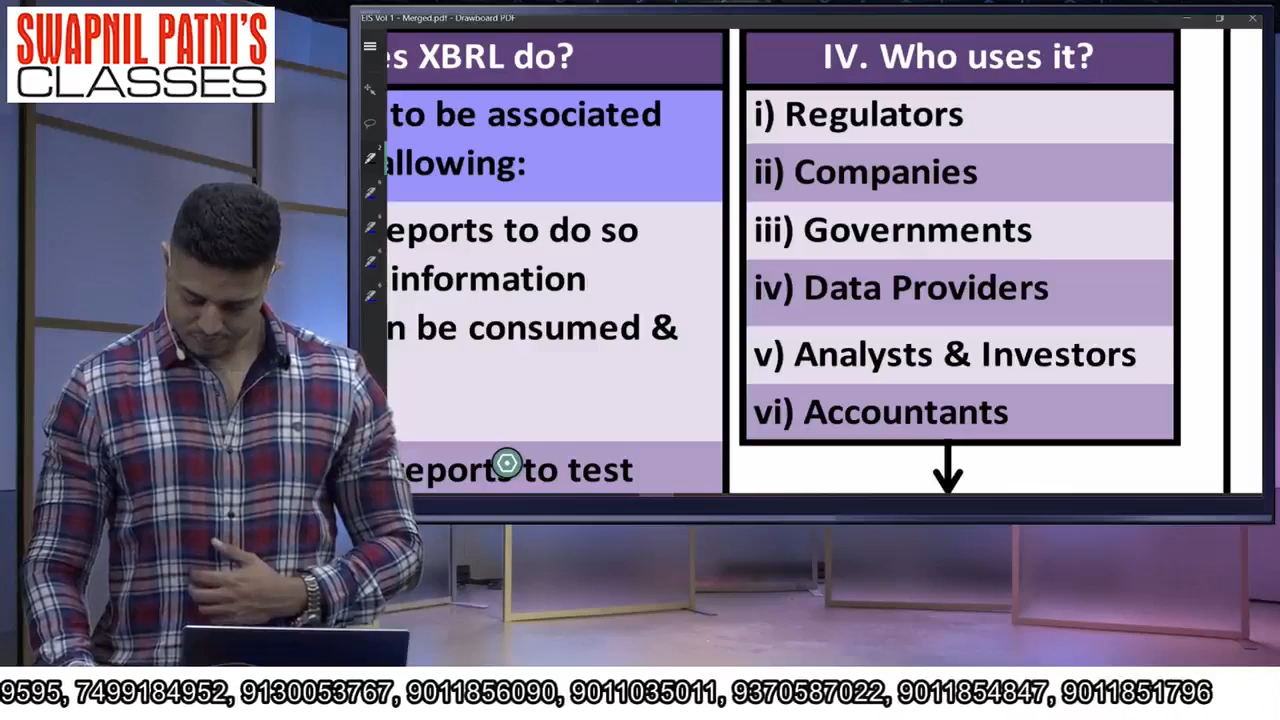 SWAPNIL PATNI'S
CLASSES
EIS Vol 1 - Merged.pdf - Drawboard PDF
es XBRL do?
to be associated
allowing:
eports to do so
information
n be consumed &
reports to test
IV. Who uses it?
i) Regulators
ii) Companies
iii) Governments
iv) Data Providers
v) Analysts & Investors
vi) Accountants
9595, 7499184952, 9130053767, 9011856090, 9011035011, 9370587022, 9011854847, 9011851796